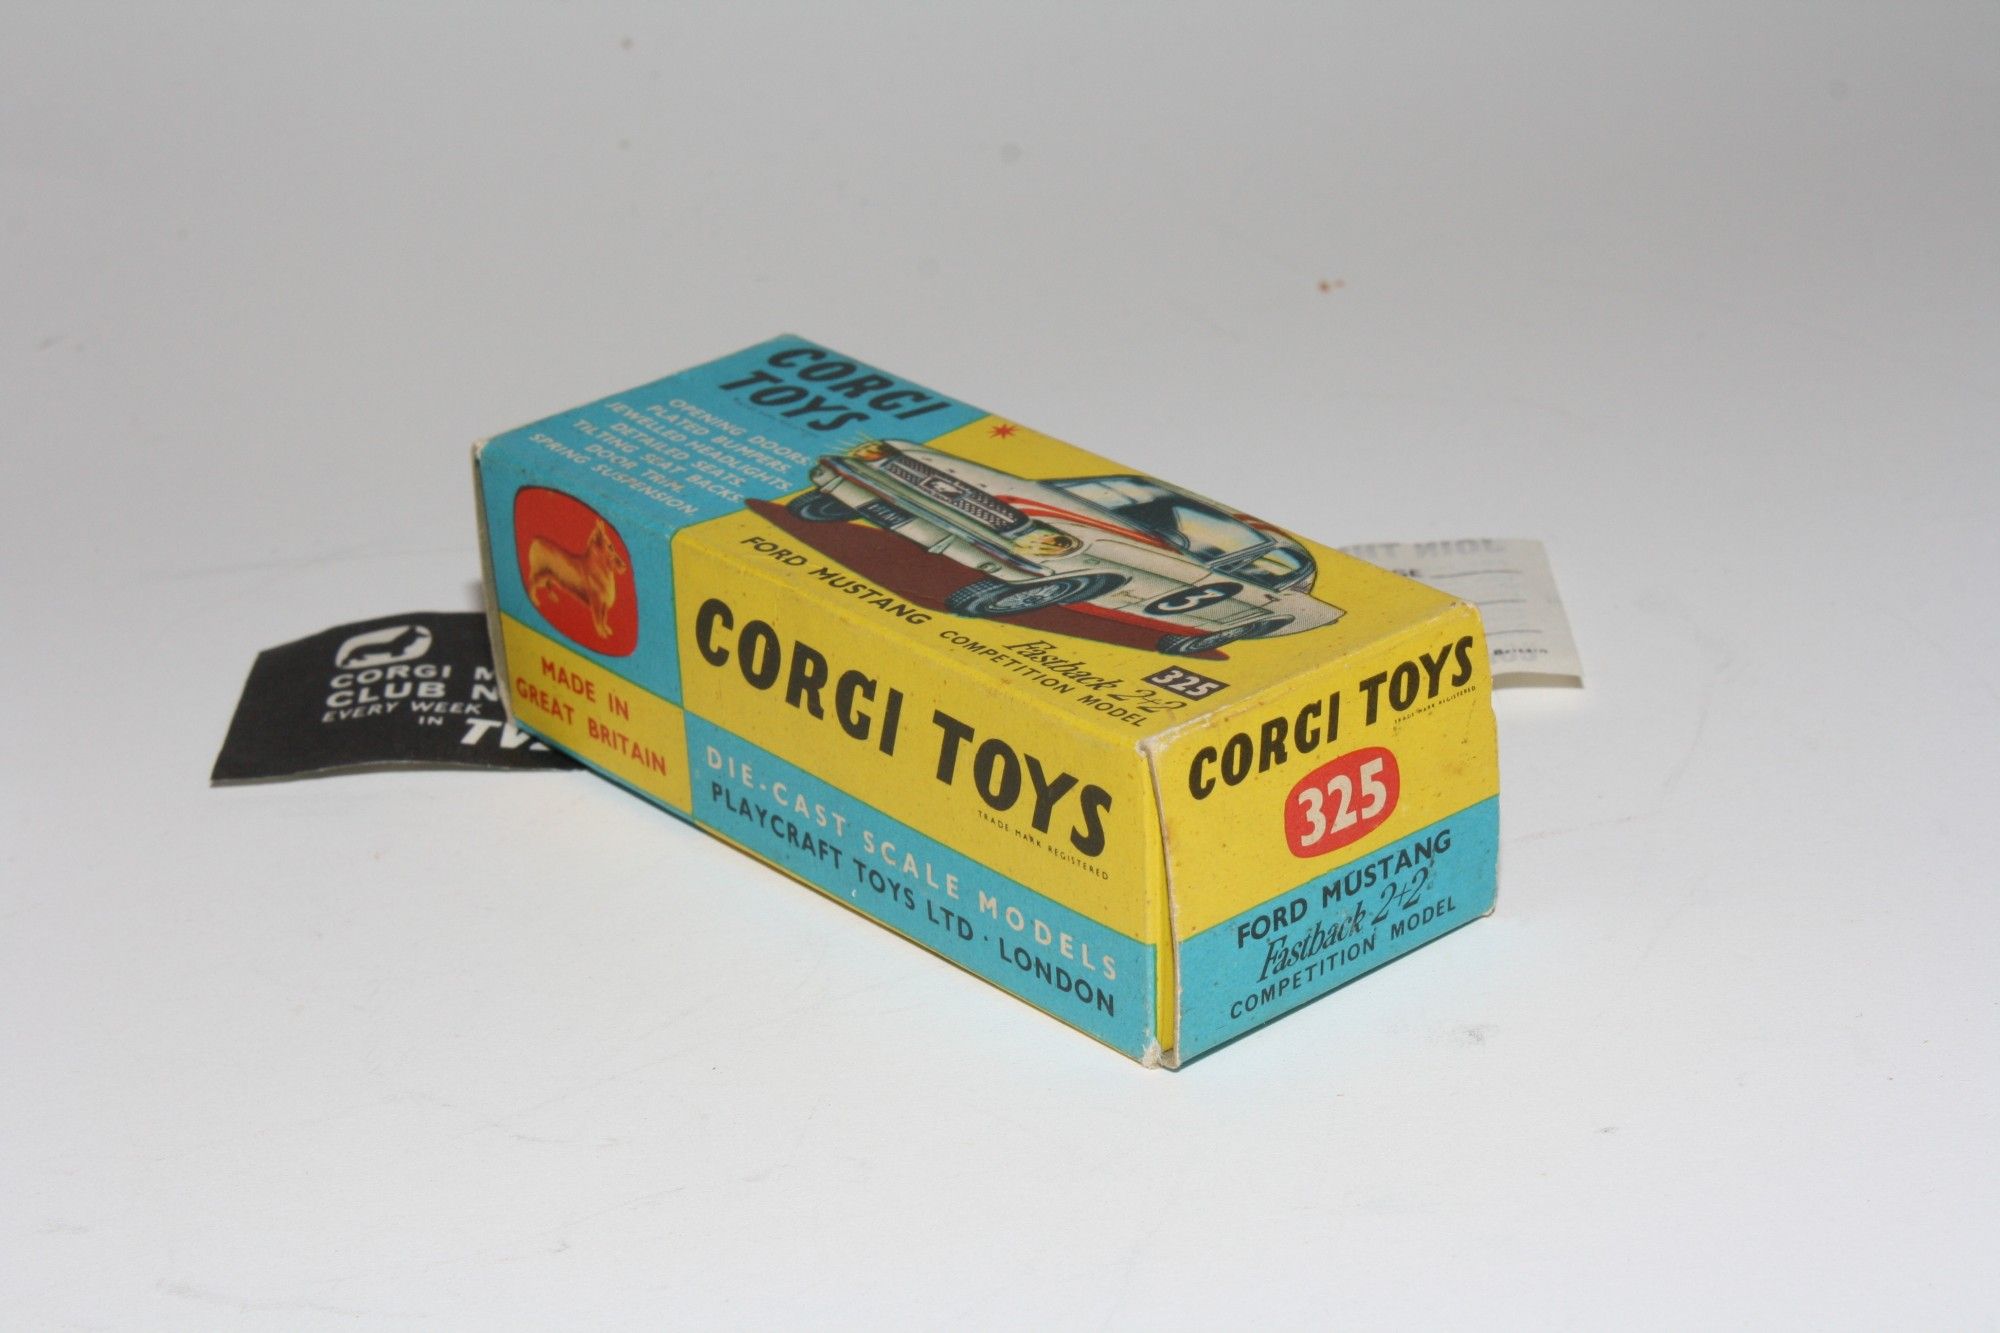 CORGI
TOYS
OPENING DOORS.
PLATED BUMPERS.
JEWELLED HEADLIGHTS.
DETAILED SEATS.
TILTING SEAT BACKS.
DOOR TRIM.
SPRING SUSPENSION.
3
FORD MUSTANG
Fastback 2+2
COMPETITION MODEL
325
MADE IN
GREAT BRITAIN
CORGI TOYS
TRADE MARK REGISTERED
DIE-CAST SCALE MODELS
PLAYCRAFT TOYS LTD · LONDON
CORGI TOYS
TRADE MARK REGISTERED
325
FORD MUSTANG
Fastback 2+2
COMPETITION MODEL
CORGI
CLUB
EVERY WEEK
IN